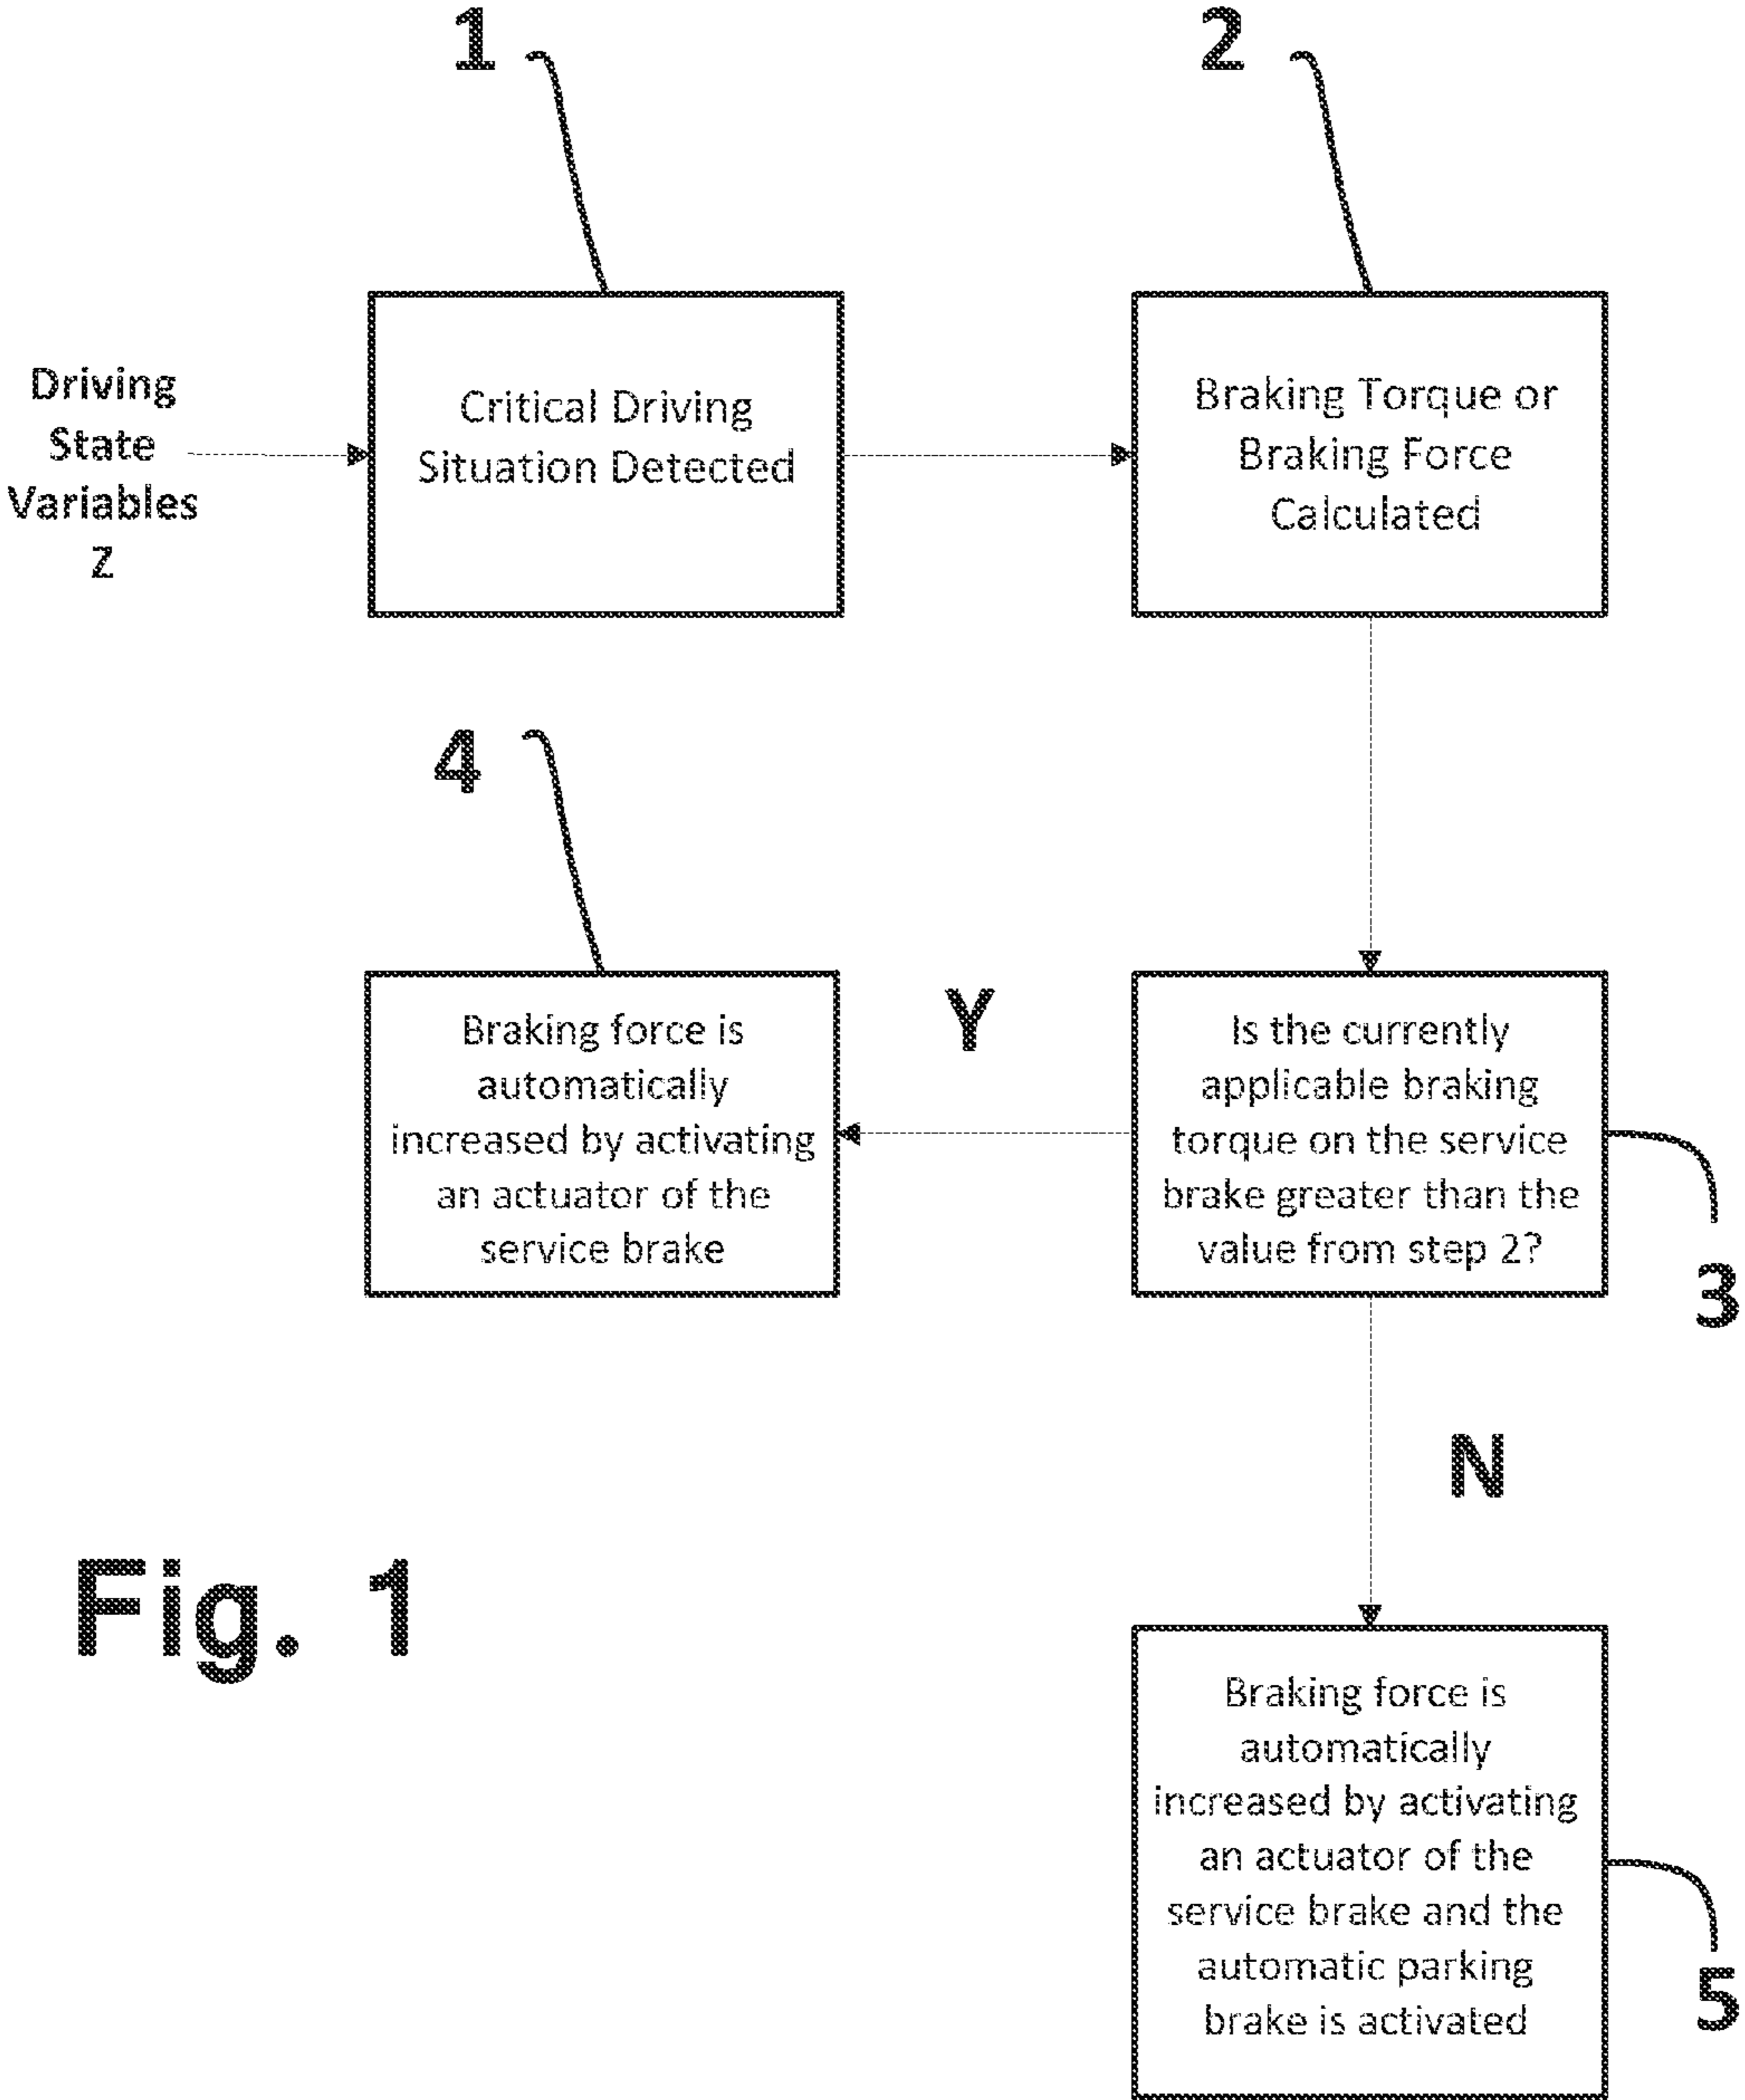 1
2
Driving
State
Variables
Z
Critical Driving
Situation Detected
Braking Torque or
Braking Force
Calculated
4
Braking force is
automatically
increased by activating
an actuator of the
service brake
Y
Is the currently
applicable braking
torque on the service
brake greater than the
value from step 2?
3
N
Fig. 1
Braking force is
automatically
increased by activating
an actuator of the
service brake and the
automatic parking
brake is activated
5